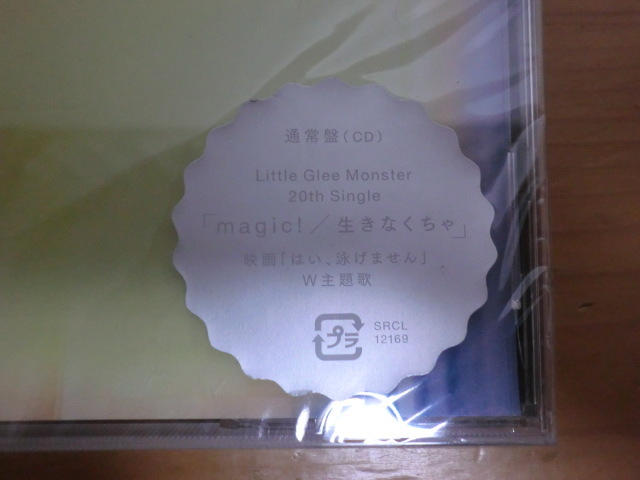 通常盤(CD)
Little Glee Monster
20th Single
「magic!／生きなくちゃ」
映画「はい、泳げません」
W主題歌
プラ
SRCL
12169